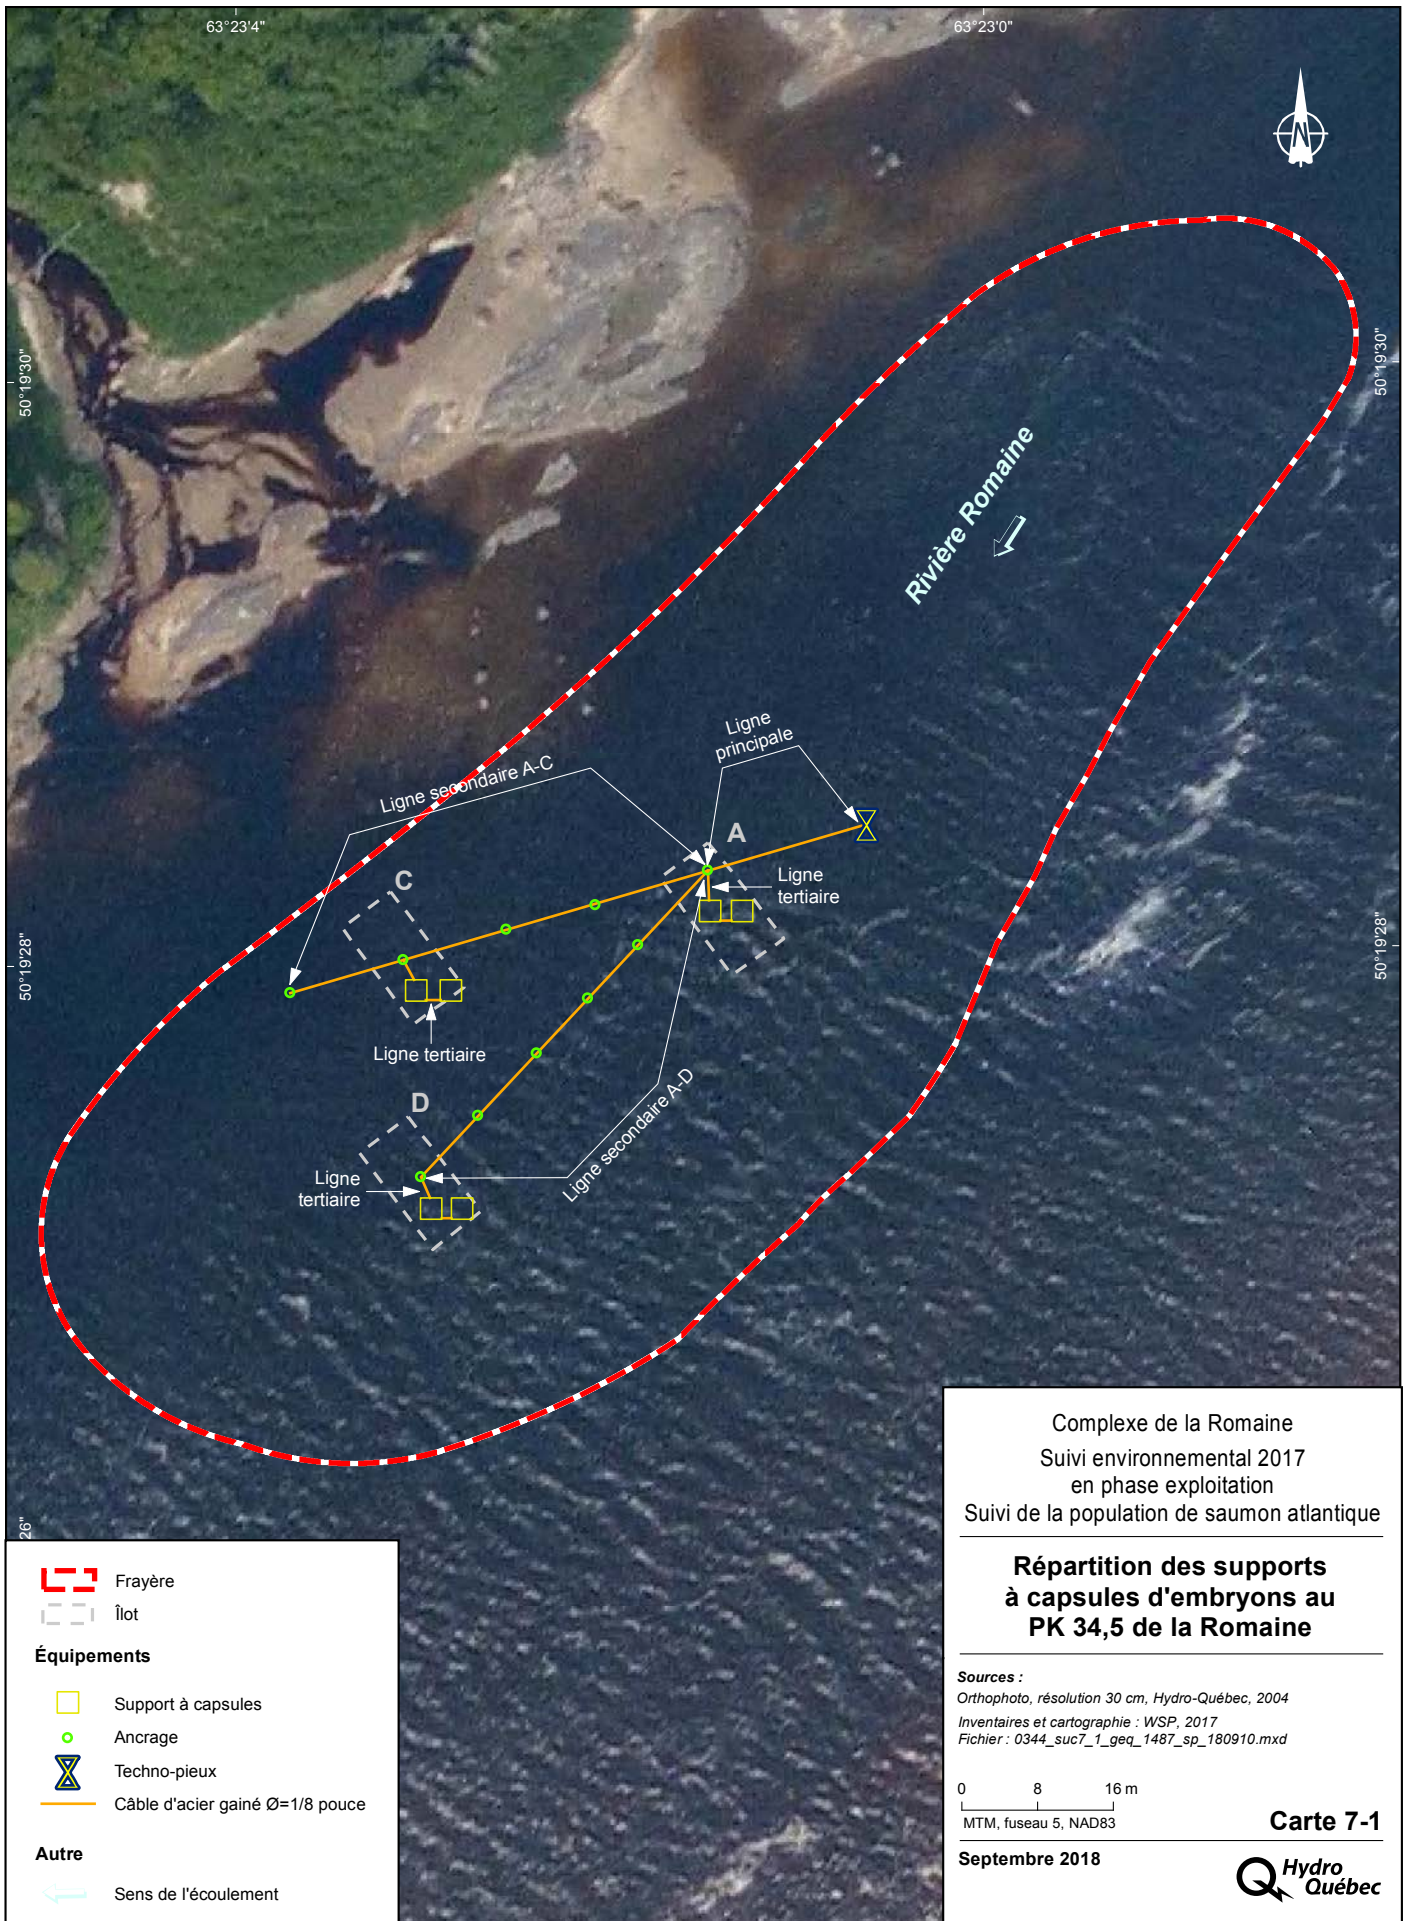 63°23'4"
63°23'0"
N
50°19'30"
50°19'30"
Rivière Romaine
Ligne
principale
Ligne secondaire A-C
A
Ligne
tertiaire
C
50°19'28"
50°19'28"
Ligne tertiaire
D
Ligne secondaire A-D
Ligne
tertiaire
26"
Frayère
Îlot
Équipements
Support à capsules
Ancrage
Techno-pieux
Câble d'acier gainé Ø=1/8 pouce
Autre
Sens de l'écoulement
Complexe de la Romaine
Suivi environnemental 2017
en phase exploitation
Suivi de la population de saumon atlantique
Répartition des supports
à capsules d'embryons au
PK 34,5 de la Romaine
Sources :
Orthophoto, résolution 30 cm, Hydro-Québec, 2004
Inventaires et cartographie : WSP, 2017
Fichier : 0344_suc7_1_geq_1487_sp_180910.mxd
0 8 16 m
MTM, fuseau 5, NAD83
Carte 7-1
Septembre 2018
Hydro
Québec